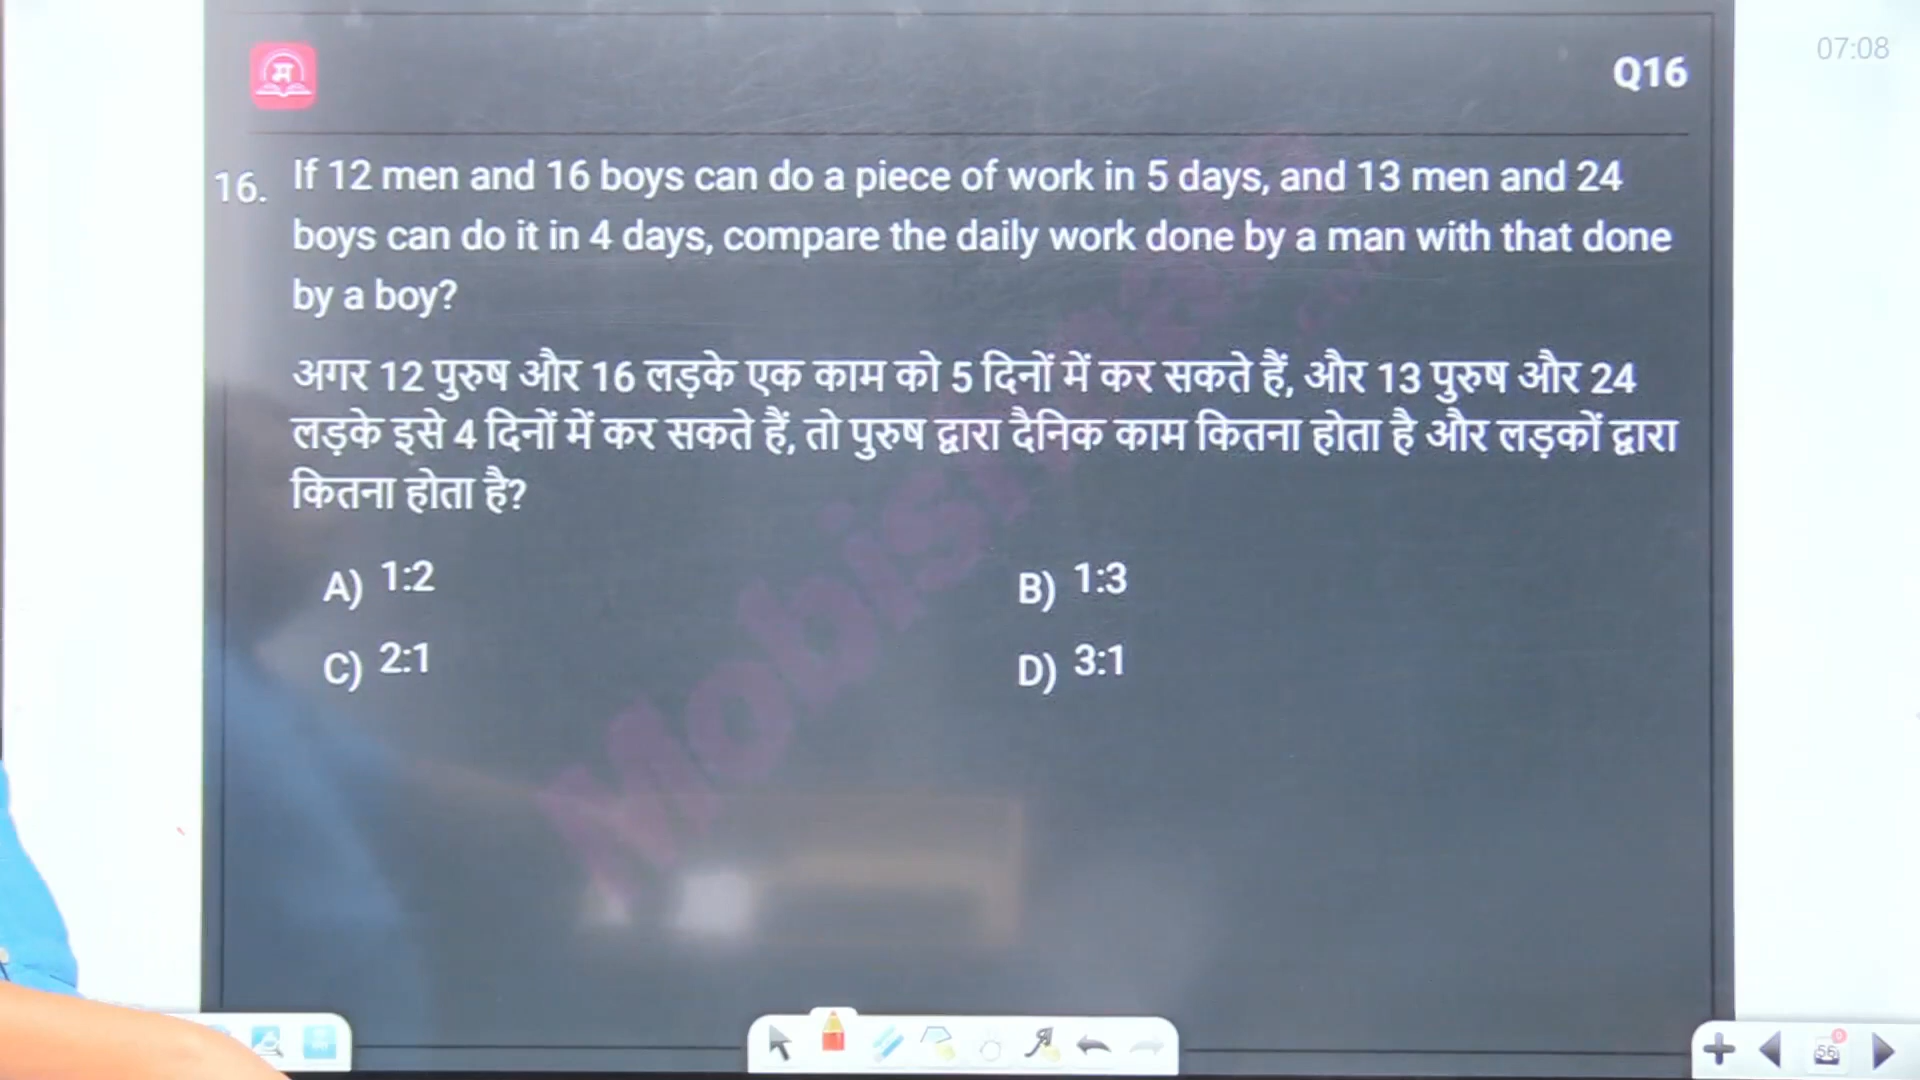 07:08
म
Q16
16. If 12 men and 16 boys can do a piece of work in 5 days, and 13 men and 24
boys can do it in 4 days, compare the daily work done by a man with that done
by a boy?
अगर 12 पुरुष और 16 लड़के एक काम को 5 दिनों में कर सकते हैं, और 13 पुरुष और 24
लड़के इसे 4 दिनों में कर सकते हैं, तो पुरुष द्वारा दैनिक काम कितना होता है और लड़कों द्वारा
कितना होता है?
A) 1:2
B) 1:3
C) 2:1
D) 3:1
56